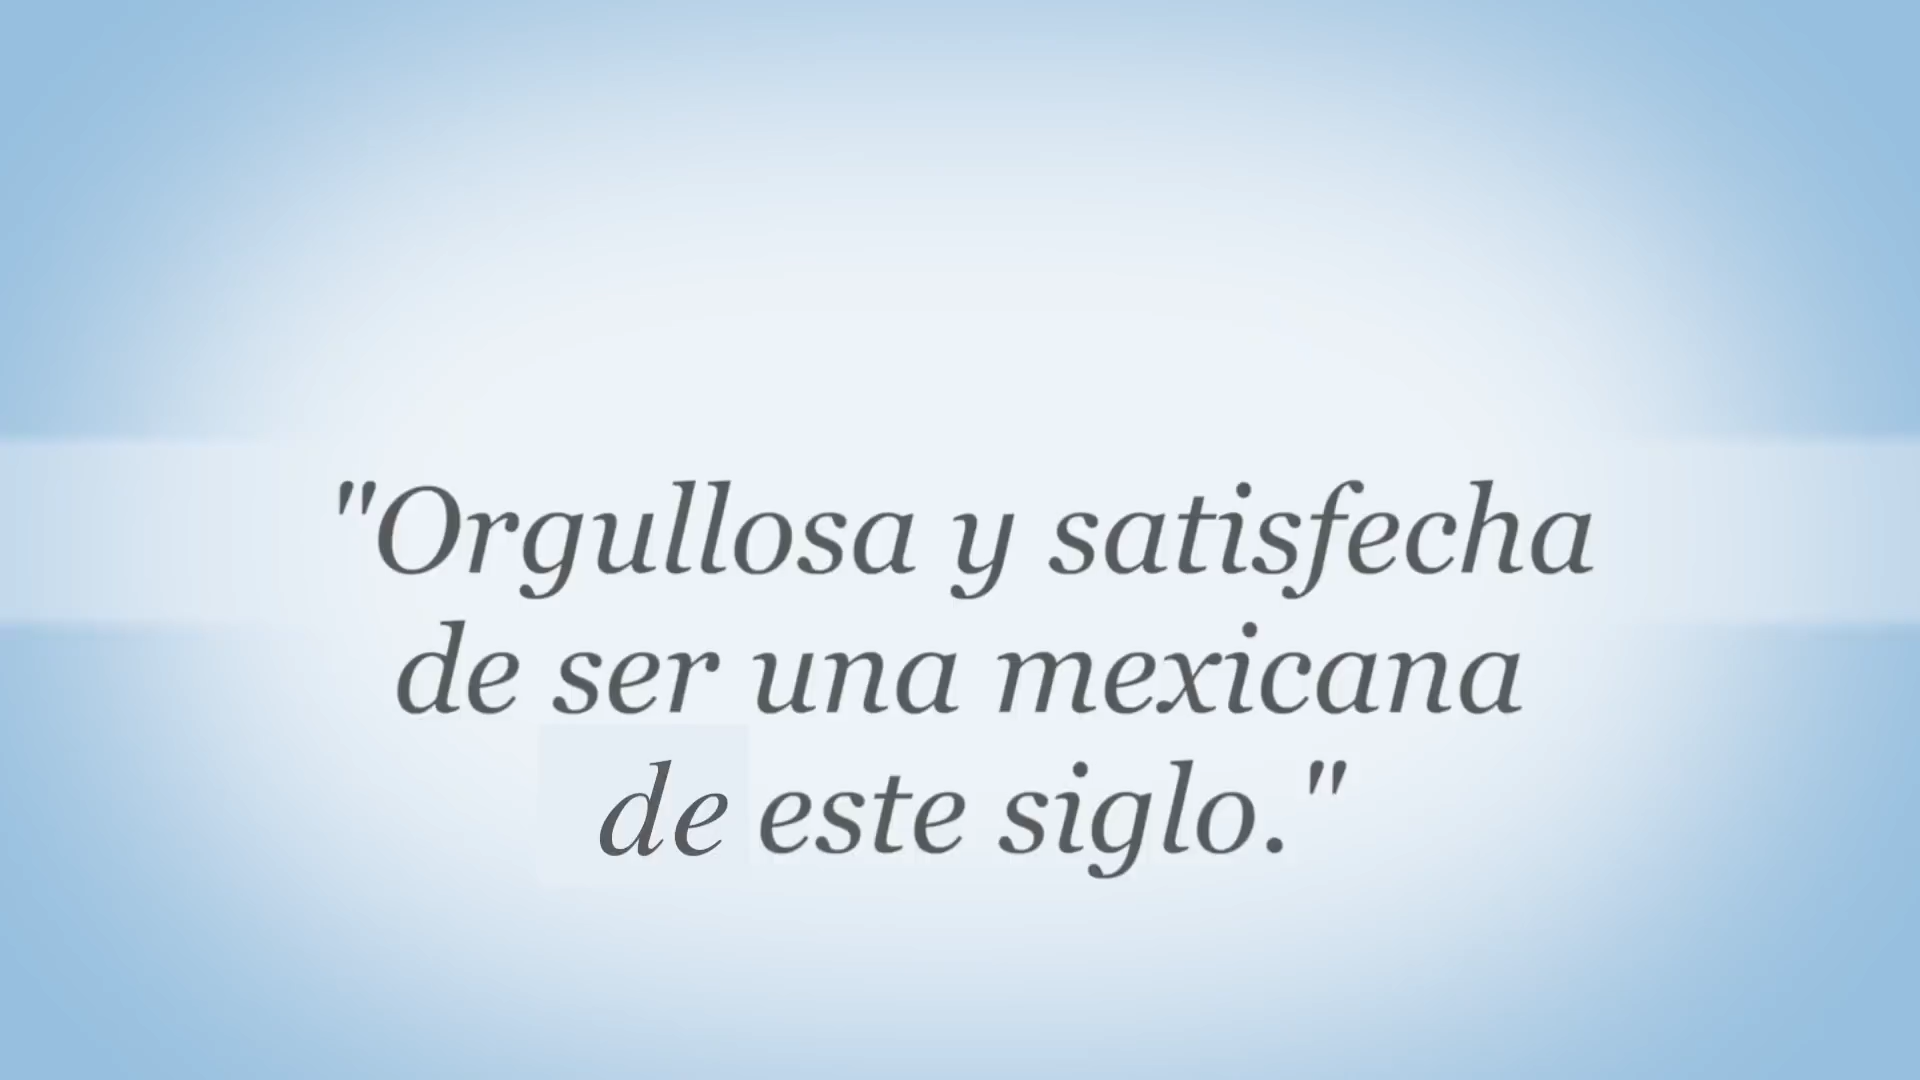 "Orgullosa y satisfecha
de ser una mexicana
de este siglo."